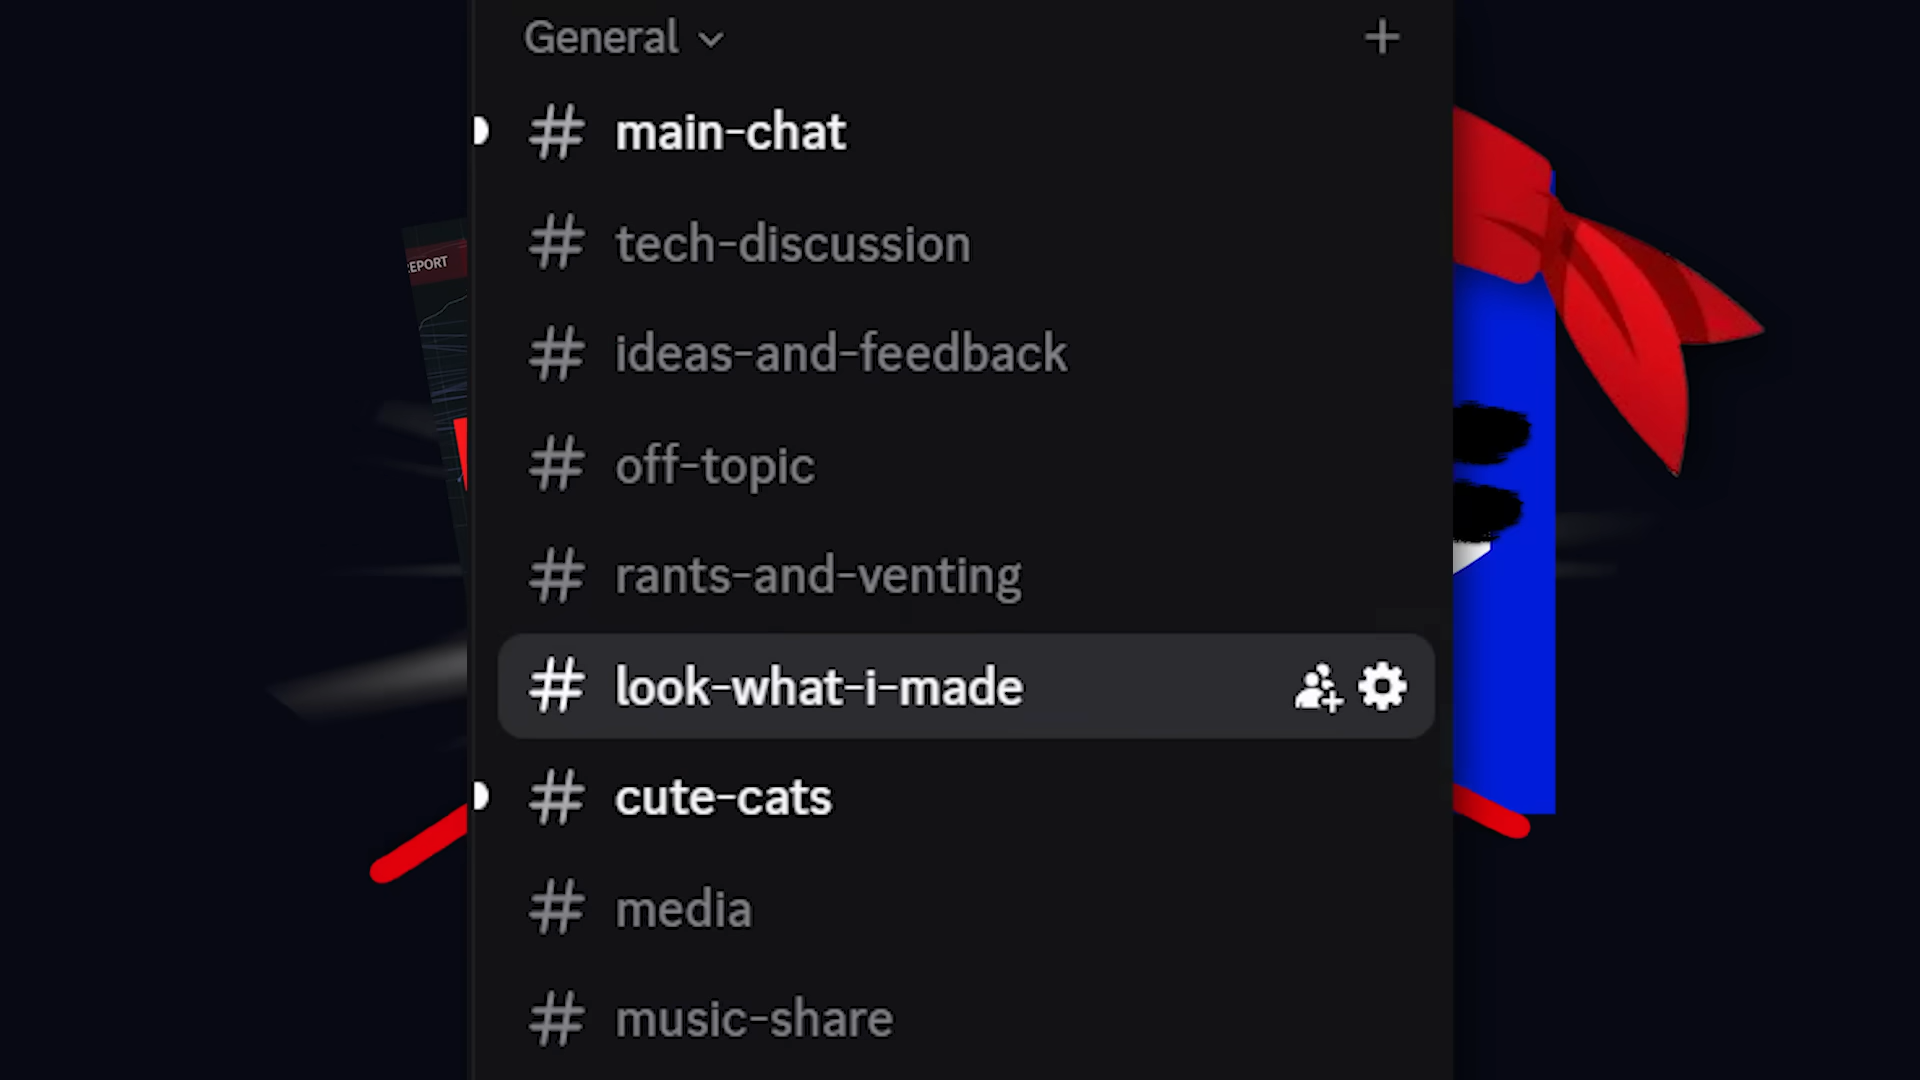 General
main-chat
tech-discussion
EPORT
ideas-and-feedback
off-topic
rants-and-venting
look-what-i-made
cute-cats
media
music-share